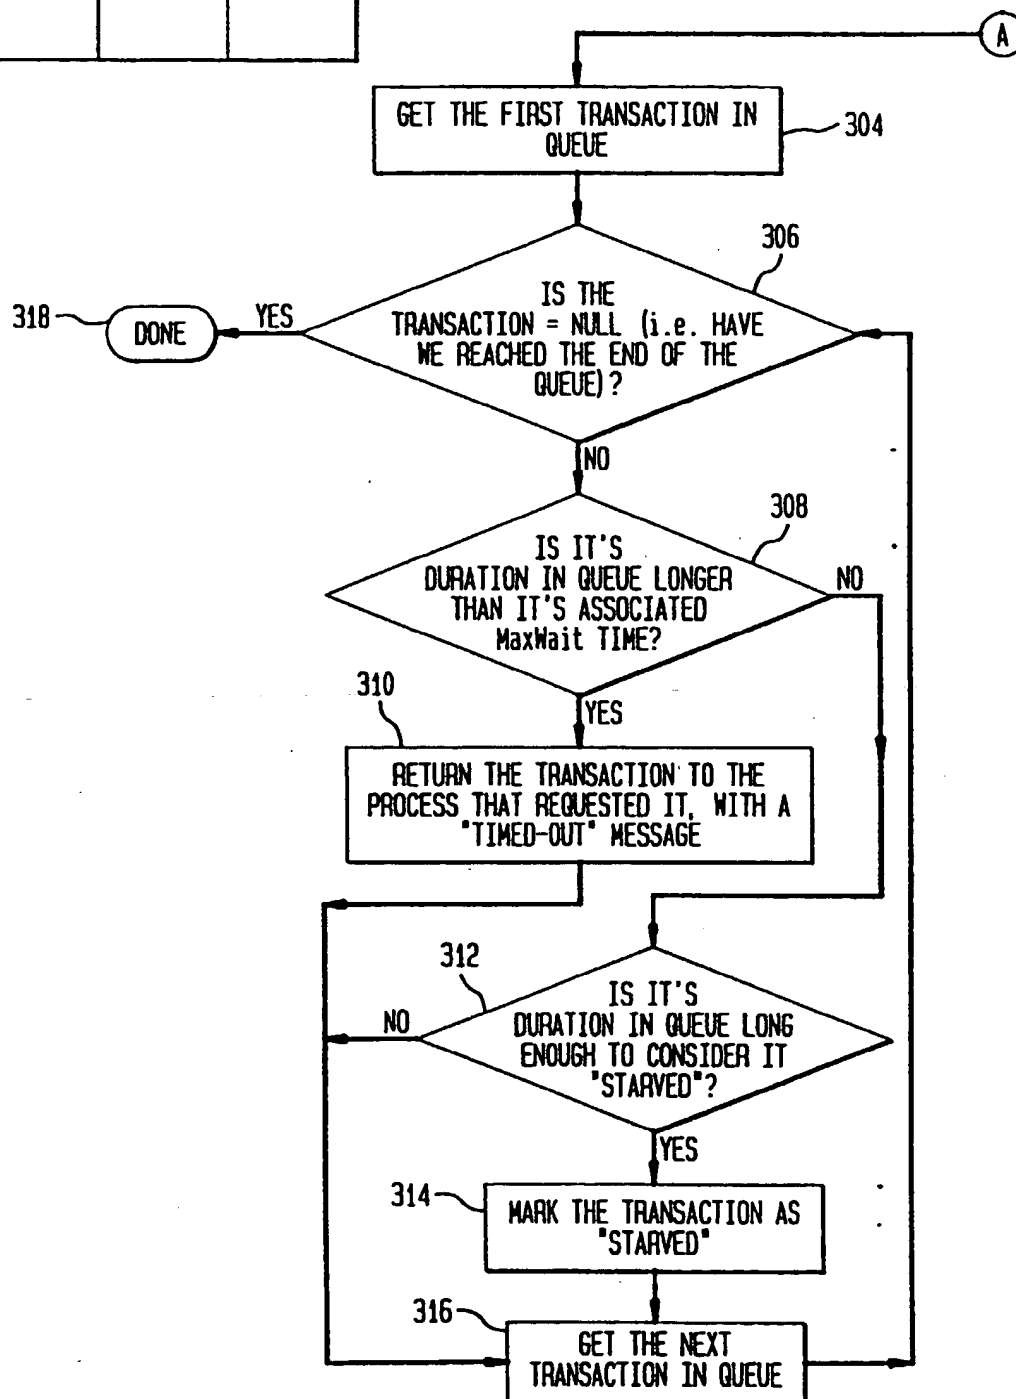 A
GET THE FIRST TRANSACTION IN
QUEUE
304
306
IS THE
TRANSACTION = NULL (i.e. HAVE
WE REACHED THE END OF THE
QUEUE)?
318
DONE
YES
NO
308
IS IT'S
DURATION IN QUEUE LONGER
THAN IT'S ASSOCIATED
MaxWait TIME?
NO
310
YES
RETURN THE TRANSACTION TO THE
PROCESS THAT REQUESTED IT, WITH A
"TIMED-OUT" MESSAGE
312
IS IT'S
DURATION IN QUEUE LONG
ENOUGH TO CONSIDER IT
"STARVED"?
NO
YES
314
MARK THE TRANSACTION AS
"STARVED"
316
GET THE NEXT
TRANSACTION IN QUEUE